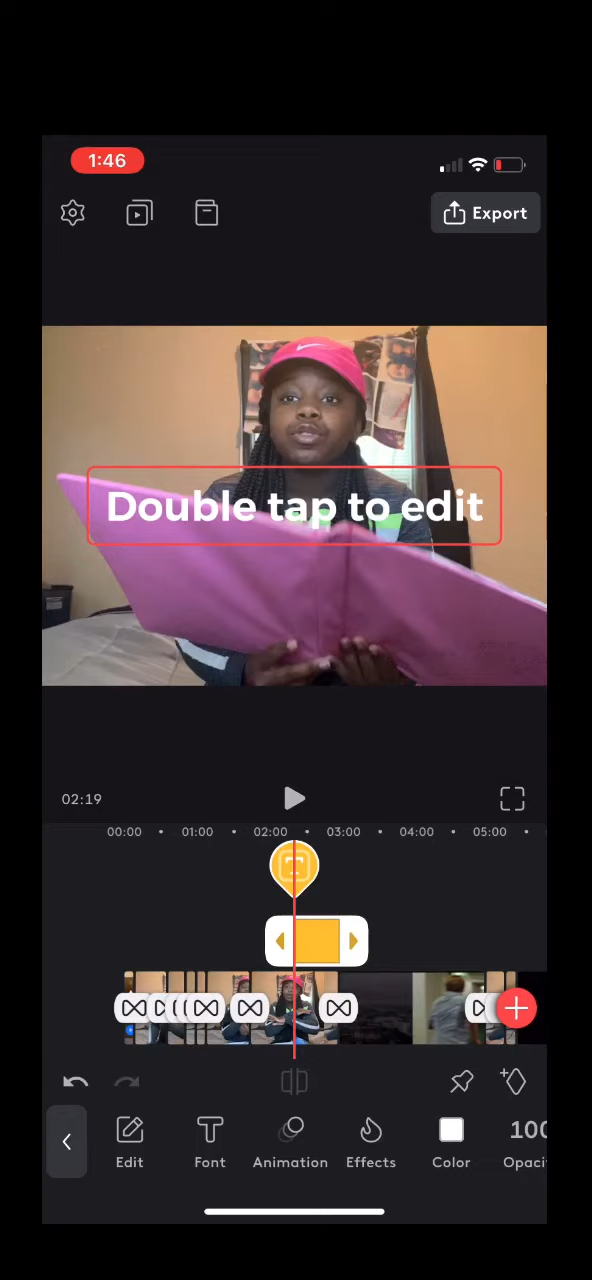 1:46
Export
Double tap to edit
02:19
00:00 01:00 02:00 03:00 04:00 05:00
Edit Font Animation Effects Color Opaci
100